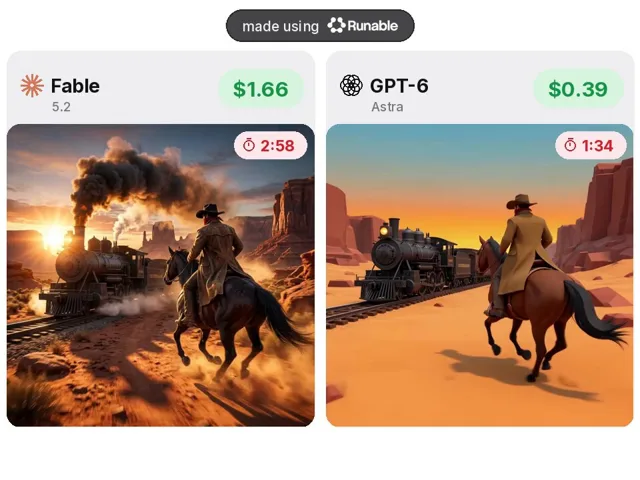 made using Runable
Fable
5.2
$1.66
2:58
GPT-6
Astra
$0.39
1:34